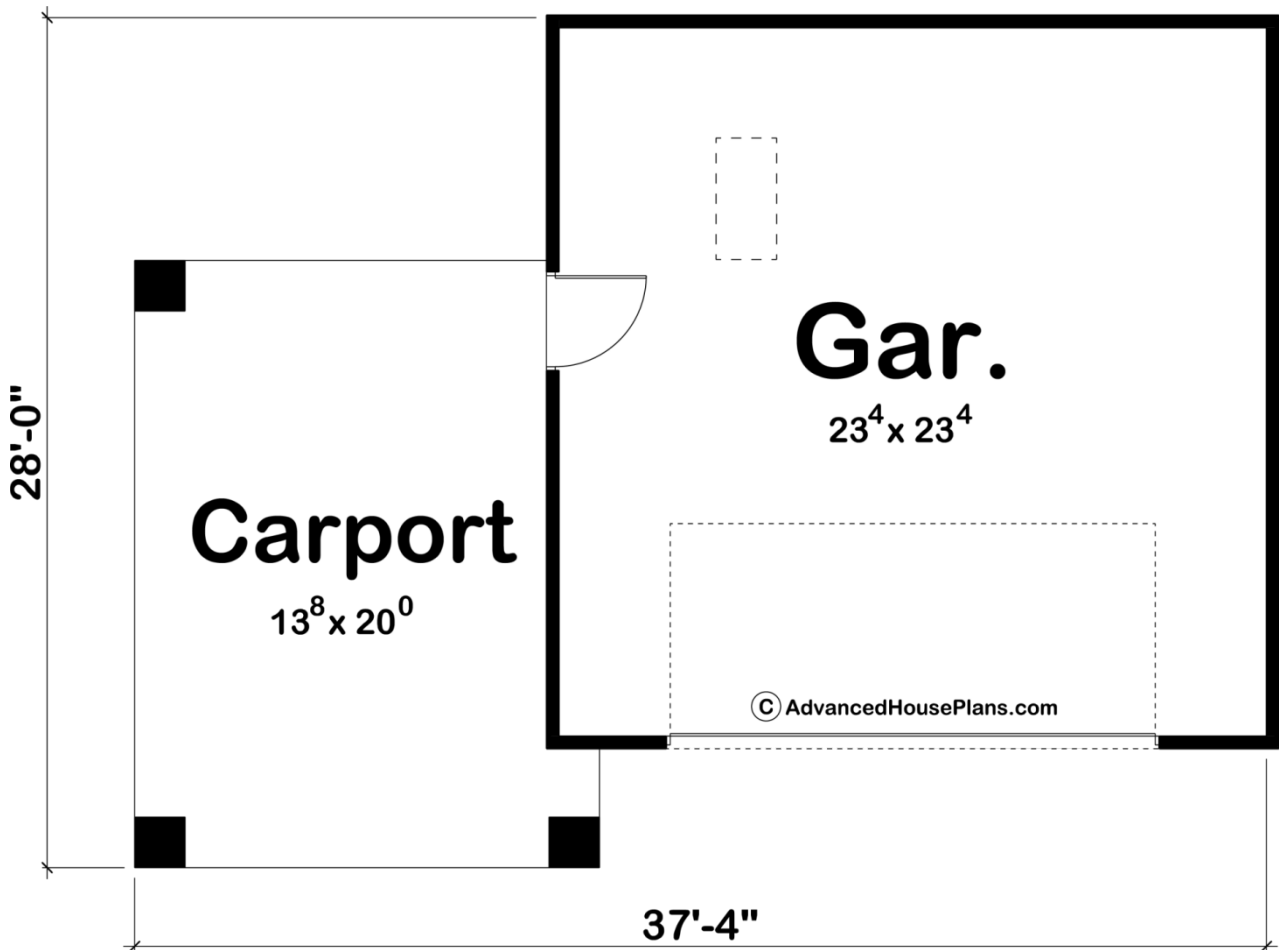 28'-0"
Gar.
23⁴ x 23⁴
Carport
13⁸ x 20⁰
© AdvancedHousePlans.com
37'-4"